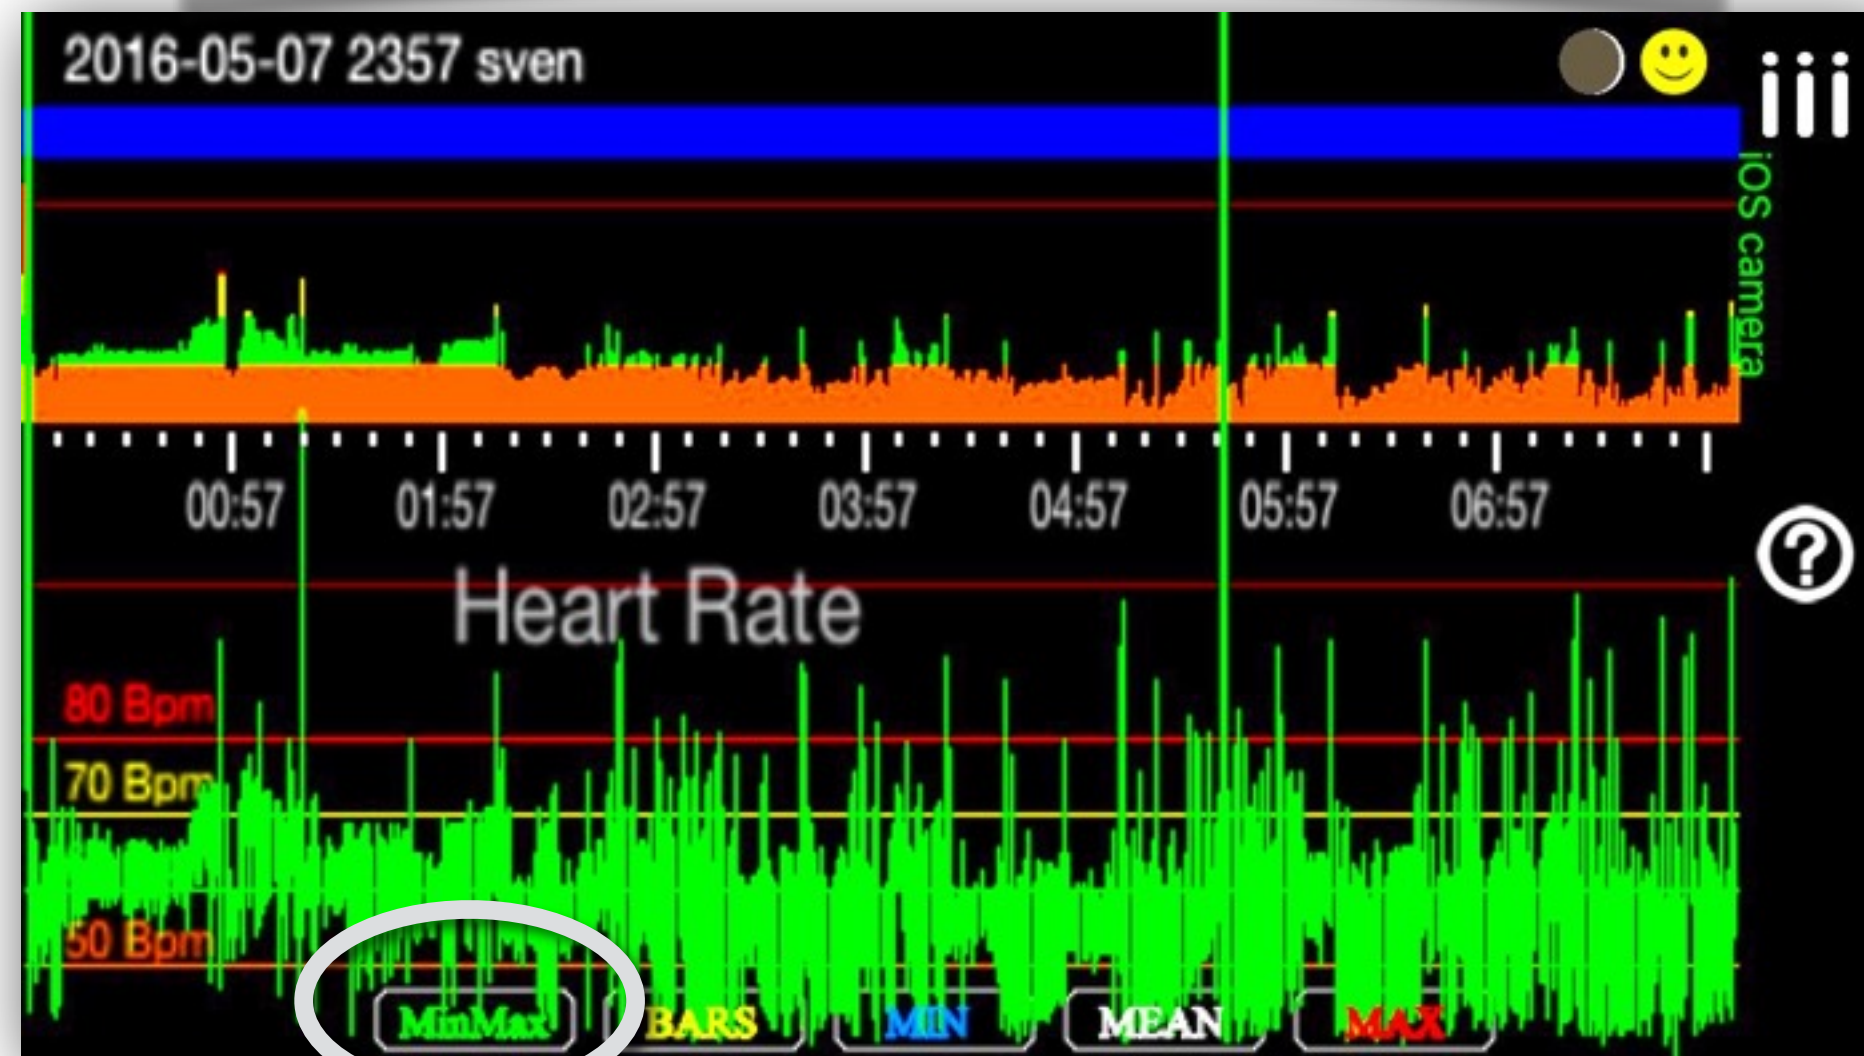 2016-05-07 2357 sven
iii
iOS camera
00:57 01:57 02:57 03:57 04:57 05:57 06:57
?
Heart Rate
80 Bpm
70 Bpm
50 Bpm
MinMax BARS MIN MEAN MAX